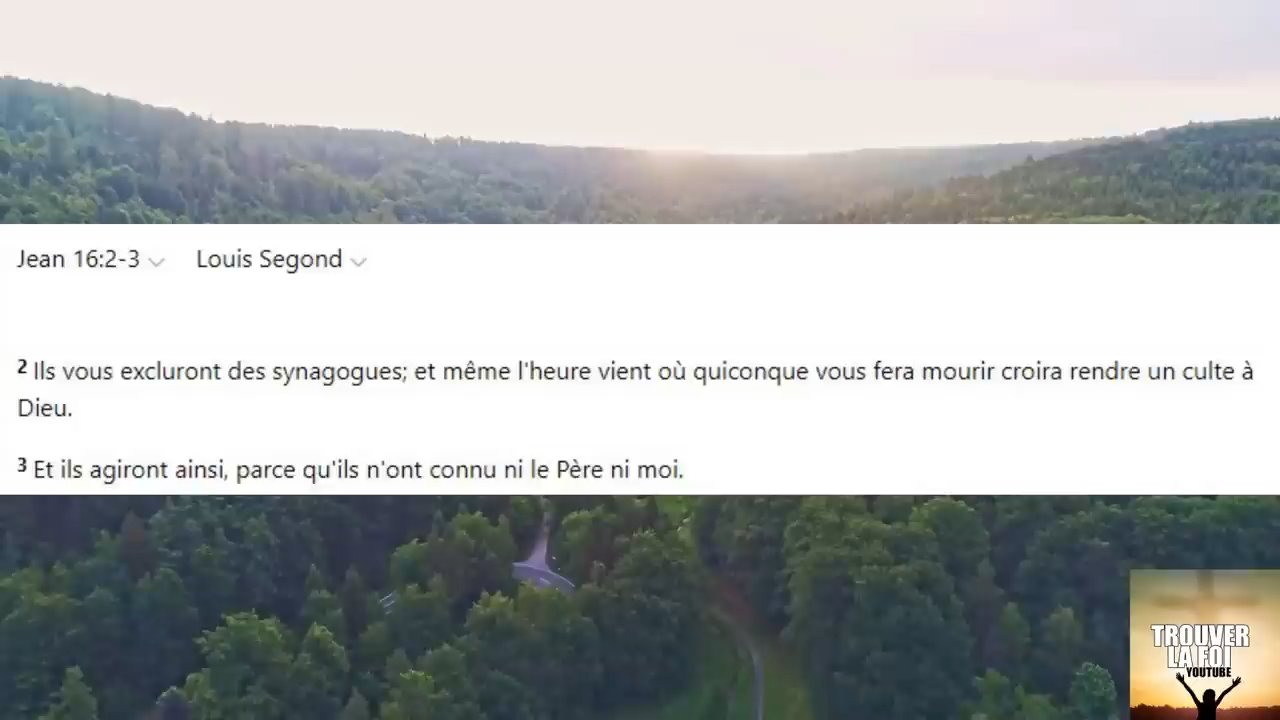 Jean 16:2-3 Louis Segond
2 Ils vous excluront des synagogues; et même l'heure vient où quiconque vous fera mourir croira rendre un culte à
Dieu.
3 Et ils agiront ainsi, parce qu'ils n'ont connu ni le Père ni moi.
TROUVER
LA FOI
YOUTUBE